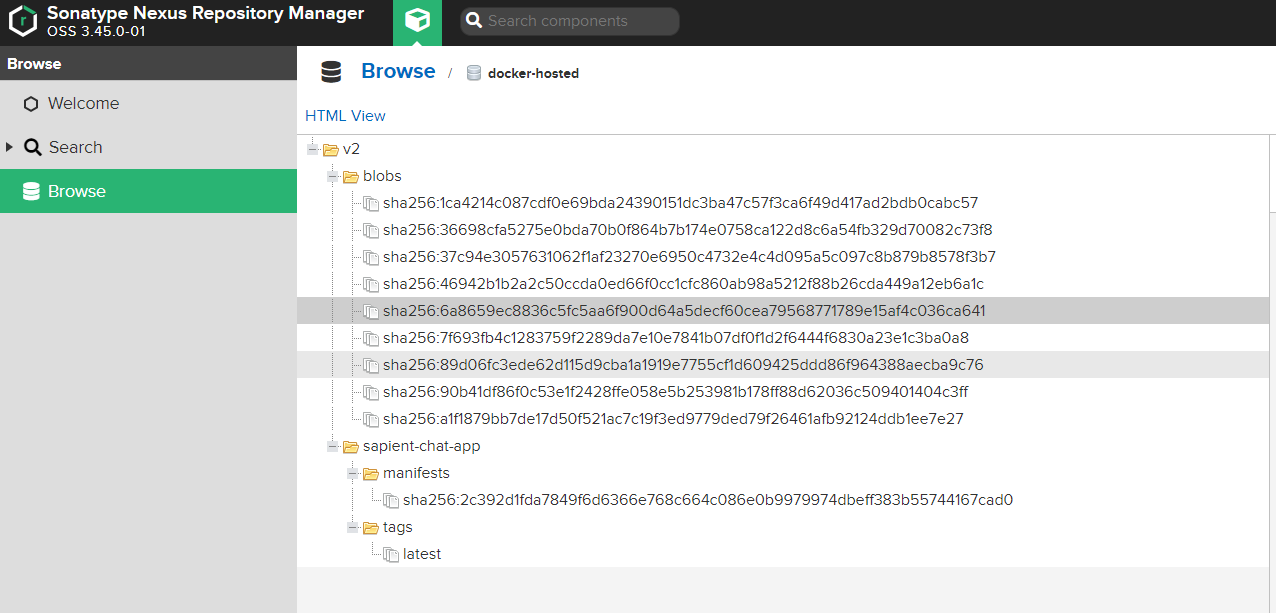 Sonatype Nexus Repository Manager
OSS 3.45.0-01
Search components
Browse
Welcome
Search
Browse
Browse / docker-hosted
HTML View
v2
blobs
sha256:1ca4214c087cdf0e69bda24390151dc3ba47c57f3ca6f49d417ad2bdb0cabc57
sha256:36698cfa5275e0bda70b0f864b7b174e0758ca122d8c6a54fb329d70082c73f8
sha256:37c94e3057631062f1af23270e6950c4732e4c4d095a5c097c8b879b8578f3b7
sha256:46942b1b2a2c50ccda0ed66f0cc1cfc860ab98a5212f88b26cda449a12eb6a1c
sha256:6a8659ec8836c5fc5aa6f900d64a5decf60cea79568771789e15af4c036ca641
sha256:7f693fb4c1283759f2289da7e10e7841b07df0f1d2f6444f6830a23e1c3ba0a8
sha256:89d06fc3ede62d115d9cba1a1919e7755cf1d609425ddd86f964388aecba9c76
sha256:90b41df86f0c53e1f2428ffe058e5b253981b178ff88d62036c509401404c3ff
sha256:a1f1879bb7de17d50f521ac7c19f3ed9779ded79f26461afb92124ddb1ee7e27
sapient-chat-app
manifests
sha256:2c392d1fda7849f6d6366e768c664c086e0b9979974dbeff383b55744167cad0
tags
latest